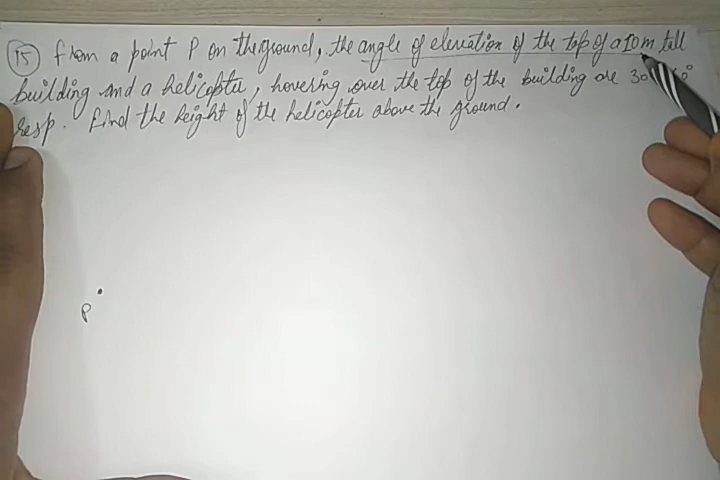 (15) from a point P on the ground, the angle of elevation of the top of a 10m tall
building and a helicopter, hovering over the top of the building are 30°
resp. find the height of the helicopter above the ground.
P